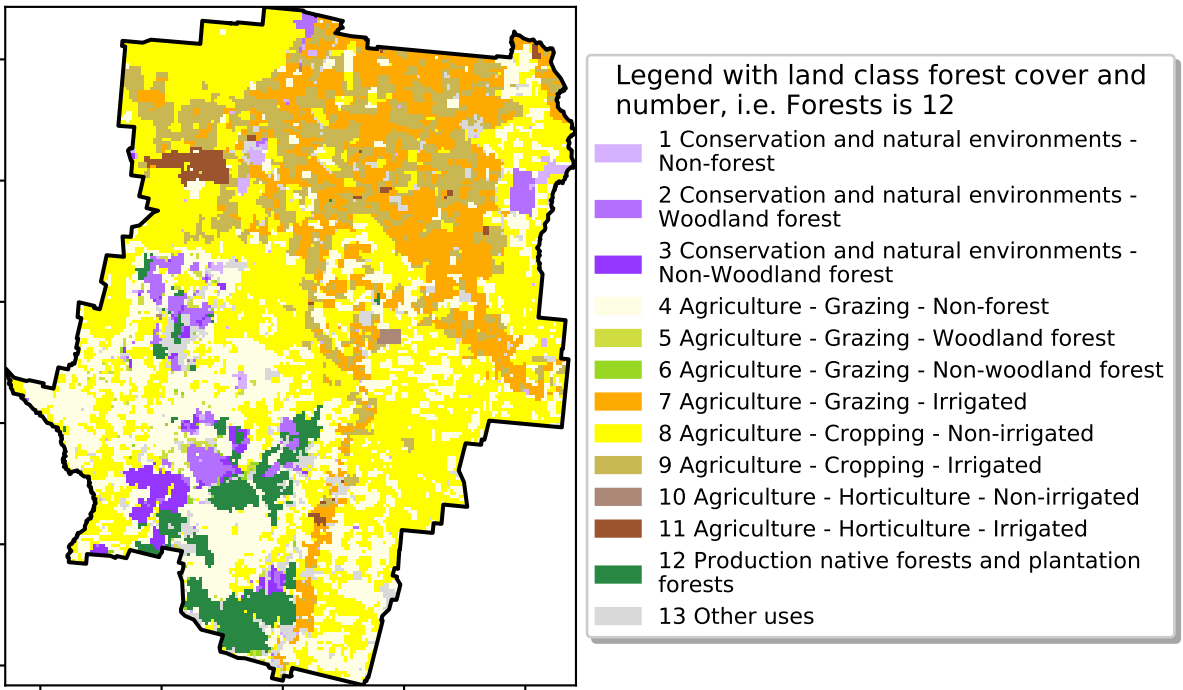 Legend with land class forest cover and
number, i.e. Forests is 12
1 Conservation and natural environments -
Non-forest
2 Conservation and natural environments -
Woodland forest
3 Conservation and natural environments -
Non-Woodland forest
4 Agriculture - Grazing - Non-forest
5 Agriculture - Grazing - Woodland forest
6 Agriculture - Grazing - Non-woodland forest
7 Agriculture - Grazing - Irrigated
8 Agriculture - Cropping - Non-irrigated
9 Agriculture - Cropping - Irrigated
10 Agriculture - Horticulture - Non-irrigated
11 Agriculture - Horticulture - Irrigated
12 Production native forests and plantation
forests
13 Other uses